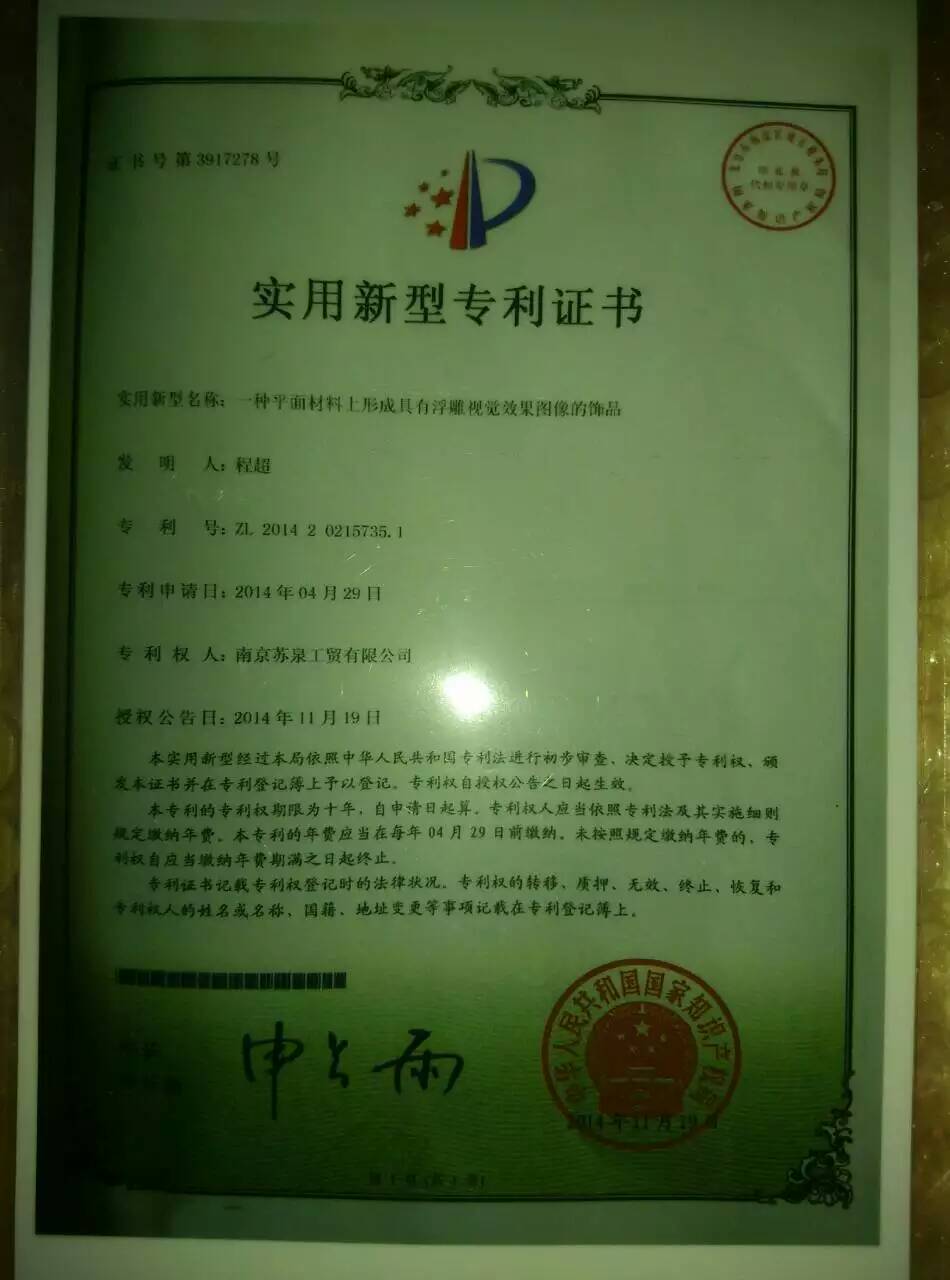 证书号第3917278号
实用新型专利证书
实用新型名称：一种平面材料上形成具有浮雕视觉效果图像的饰品
发明人：程超
专利号：ZL 2014 2 0215735.1
专利申请日：2014年04月29日
专利权人：南京苏泉工贸有限公司
授权公告日：2014年11月19日
本实用新型经过本局依照中华人民共和国专利法进行初步审查、决定授予专利权、颁
发本证书并在专利登记簿上予以登记。专利权自授权公告之日起生效。
本专利的专利权期限为十年，自申请日起算。专利权人应当依照专利法及其实施细则
规定缴纳年费。本专利的年费应当在每年04月29日前缴纳。未按照规定缴纳年费的，专
利权自应当缴纳年费期满之日起终止。
专利证书记载专利权登记时的法律状况。专利权的转移、质押、无效、终止、恢复和
专利权人的姓名或名称、国籍、地址变更等事项记载在专利登记簿上。
申长雨
中华人民共和国国家知识产权局
2014年11月19日
第1页(共1页)